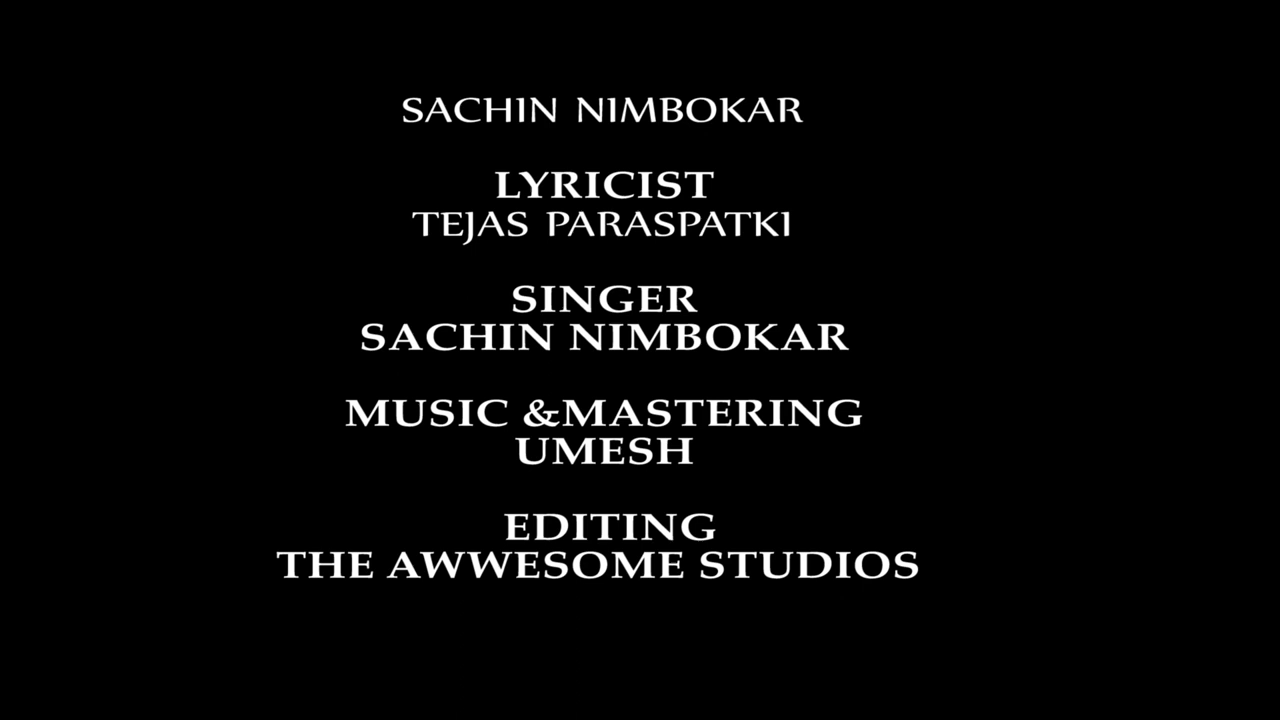 SACHIN NIMBOKAR
LYRICIST
TEJAS PARASPATKI
SINGER
SACHIN NIMBOKAR
MUSIC &MASTERING
UMESH
EDITING
THE AWWESOME STUDIOS